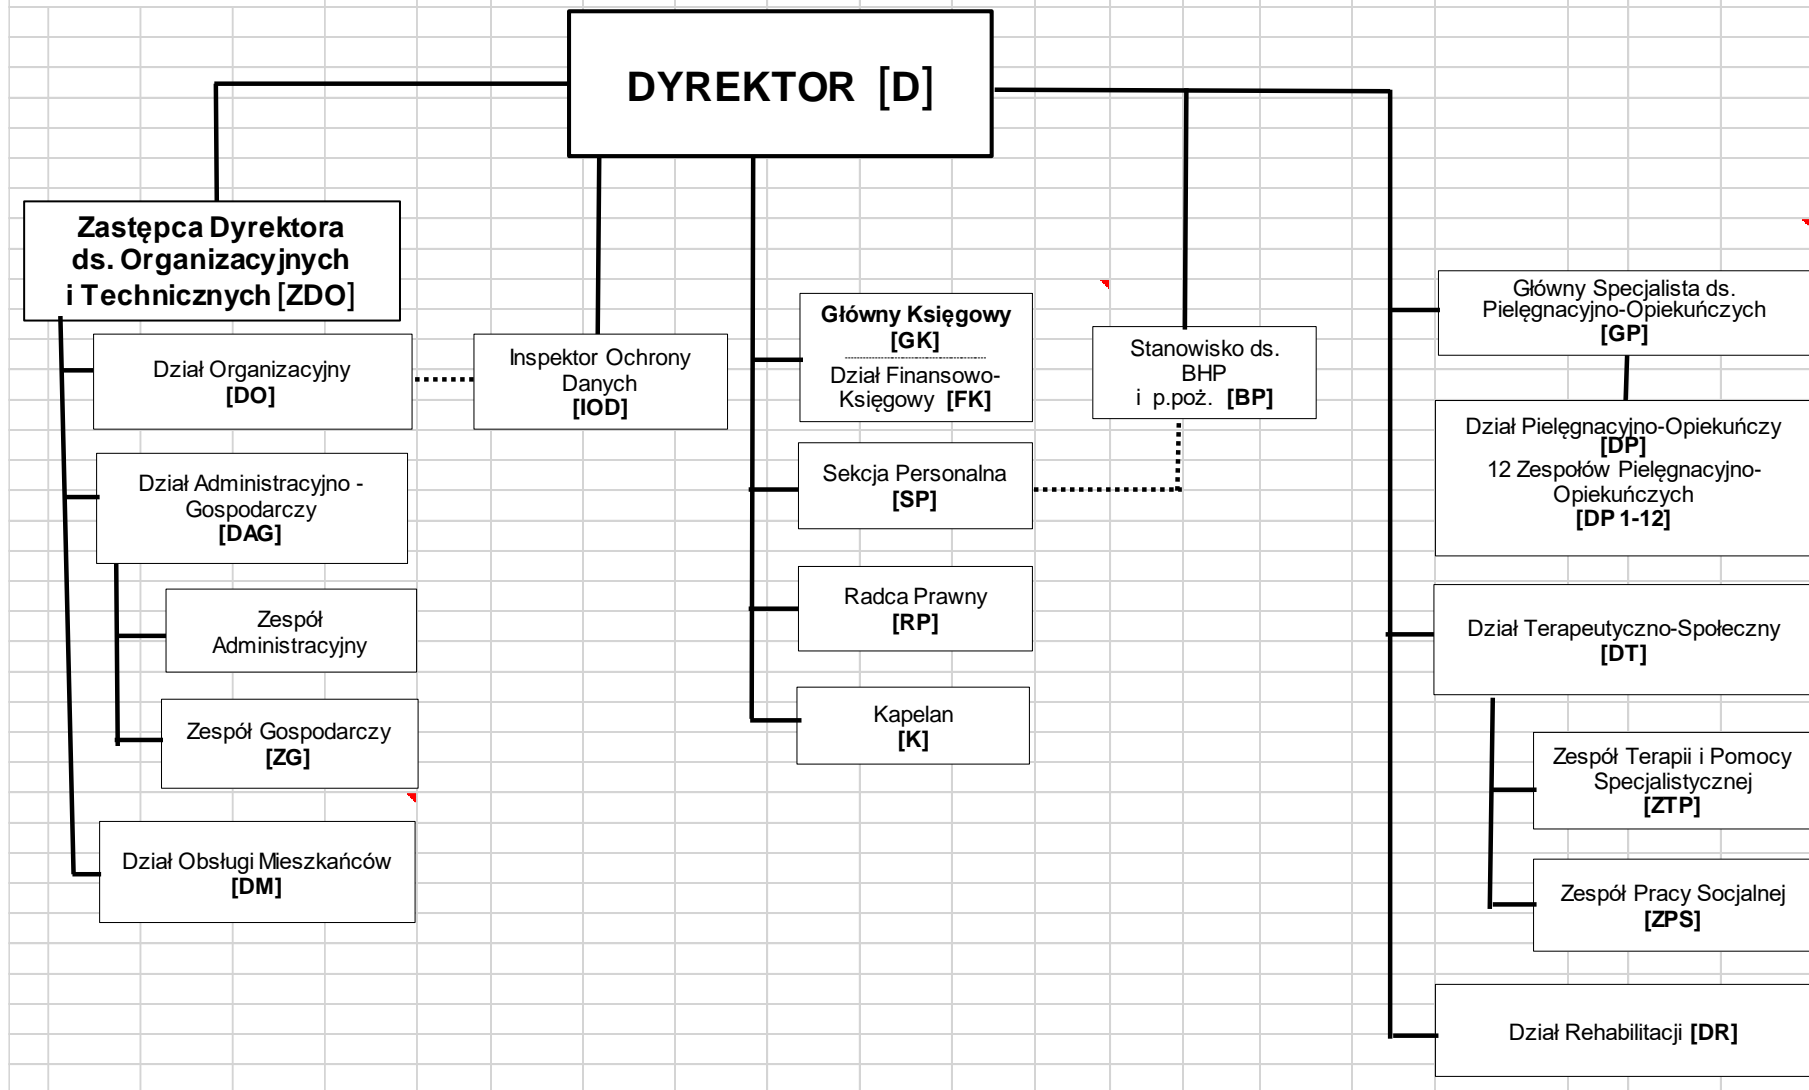 DYREKTOR [D]
Zastępca Dyrektora
ds. Organizacyjnych
i Technicznych [ZDO]
Dział Organizacyjny
[DO]
Dział Administracyjno -
Gospodarczy
[DAG]
Zespół
Administracyjny
Zespół Gospodarczy
[ZG]
Dział Obsługi Mieszkańców
[DM]
Inspektor Ochrony
Danych
[IOD]
Główny Księgowy
[GK]
Dział Finansowo-
Księgowy [FK]
Sekcja Personalna
[SP]
Radca Prawny
[RP]
Kapelan
[K]
Stanowisko ds.
BHP
i p.poż. [BP]
Główny Specjalista ds.
Pielęgnacyjno-Opiekuńczych
[GP]
Dział Pielęgnacyjno-Opiekuńczy
[DP]
12 Zespołów Pielęgnacyjno-
Opiekuńczych
[DP 1-12]
Dział Terapeutyczno-Społeczny
[DT]
Zespół Terapii i Pomocy
Specjalistycznej
[ZTP]
Zespół Pracy Socjalnej
[ZPS]
Dział Rehabilitacji [DR]